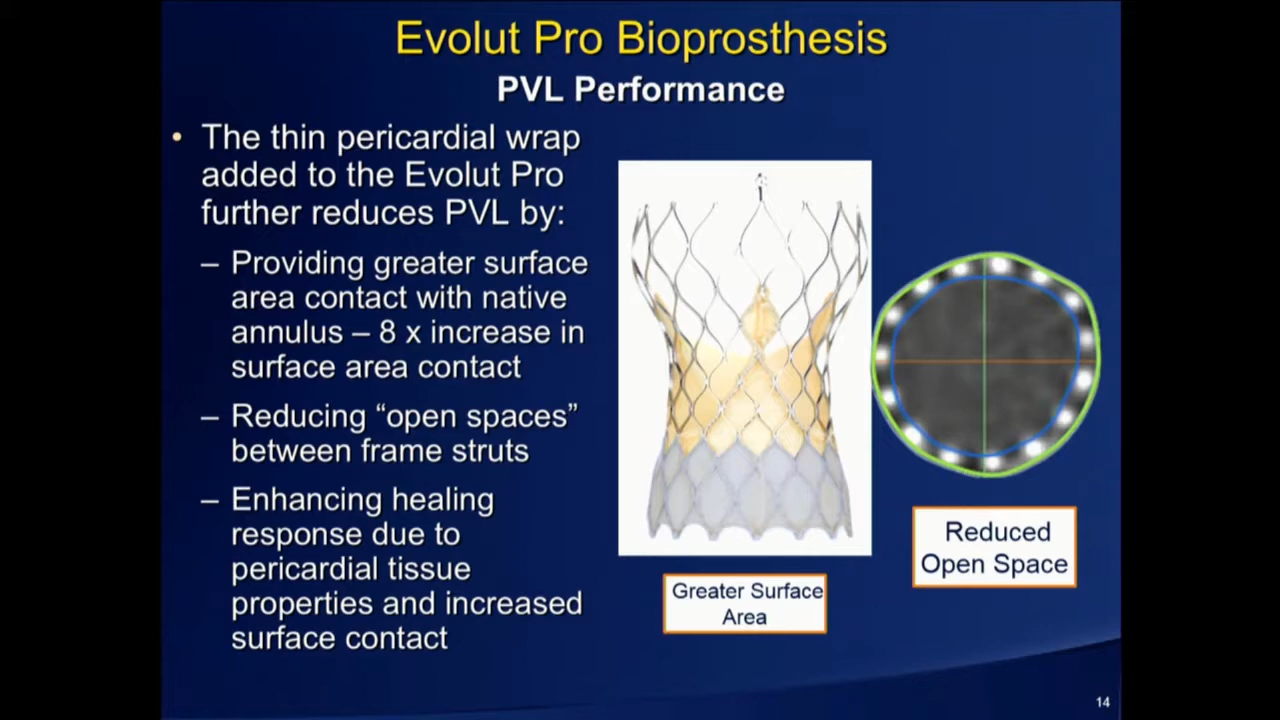 Evolut Pro Bioprosthesis
PVL Performance
• The thin pericardial wrap
added to the Evolut Pro
further reduces PVL by:
– Providing greater surface
area contact with native
annulus – 8 x increase in
surface area contact
– Reducing “open spaces”
between frame struts
– Enhancing healing
response due to
pericardial tissue
properties and increased
surface contact
Greater Surface
Area
Reduced
Open Space
14